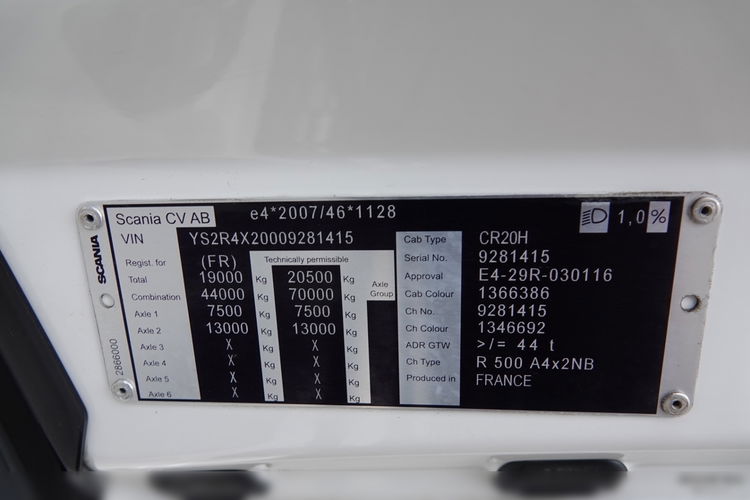 Scania CV AB e4*2007/46*1128 1,0%
VIN YS2R4X20009281415 Cab Type CR20H
Regist. for (FR) Technically permissible Serial No. 9281415
Total 19000 Kg 20500 Kg Axle Group Approval E4-29R-030116
Combination 44000 Kg 70000 Kg Cab Colour 1366386
Axle 1 7500 Kg 7500 Kg Ch No. 9281415
Axle 2 13000 Kg 13000 Kg Ch Colour 1346692
Axle 3 X Kg X Kg ADR GTW >/= 44 t
Axle 4 X Kg X Kg Ch Type R 500 A4x2NB
Axle 5 X Kg X Kg Produced in FRANCE
Axle 6 X Kg X Kg
SCANIA
2866000